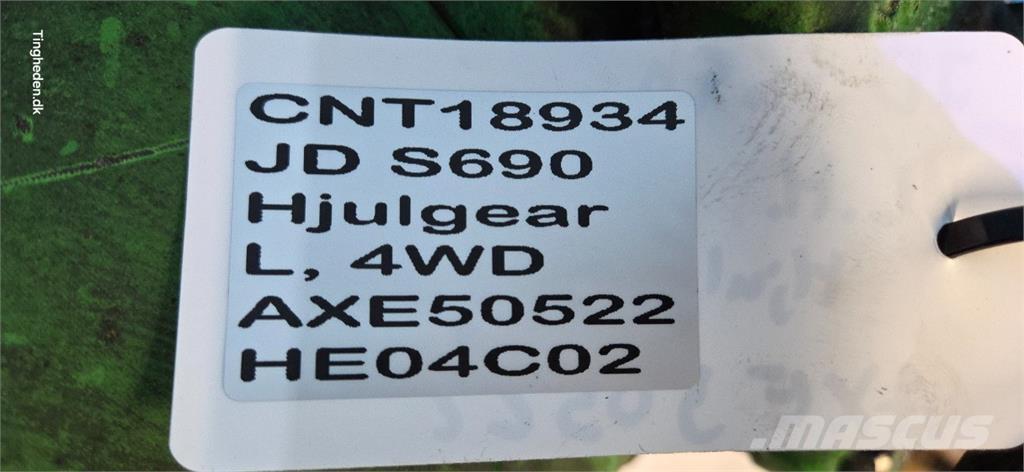 Tingheden.dk
CNT18934
JD S690
Hjulgear
L, 4WD
AXE50522
HE04C02
.MASCUS